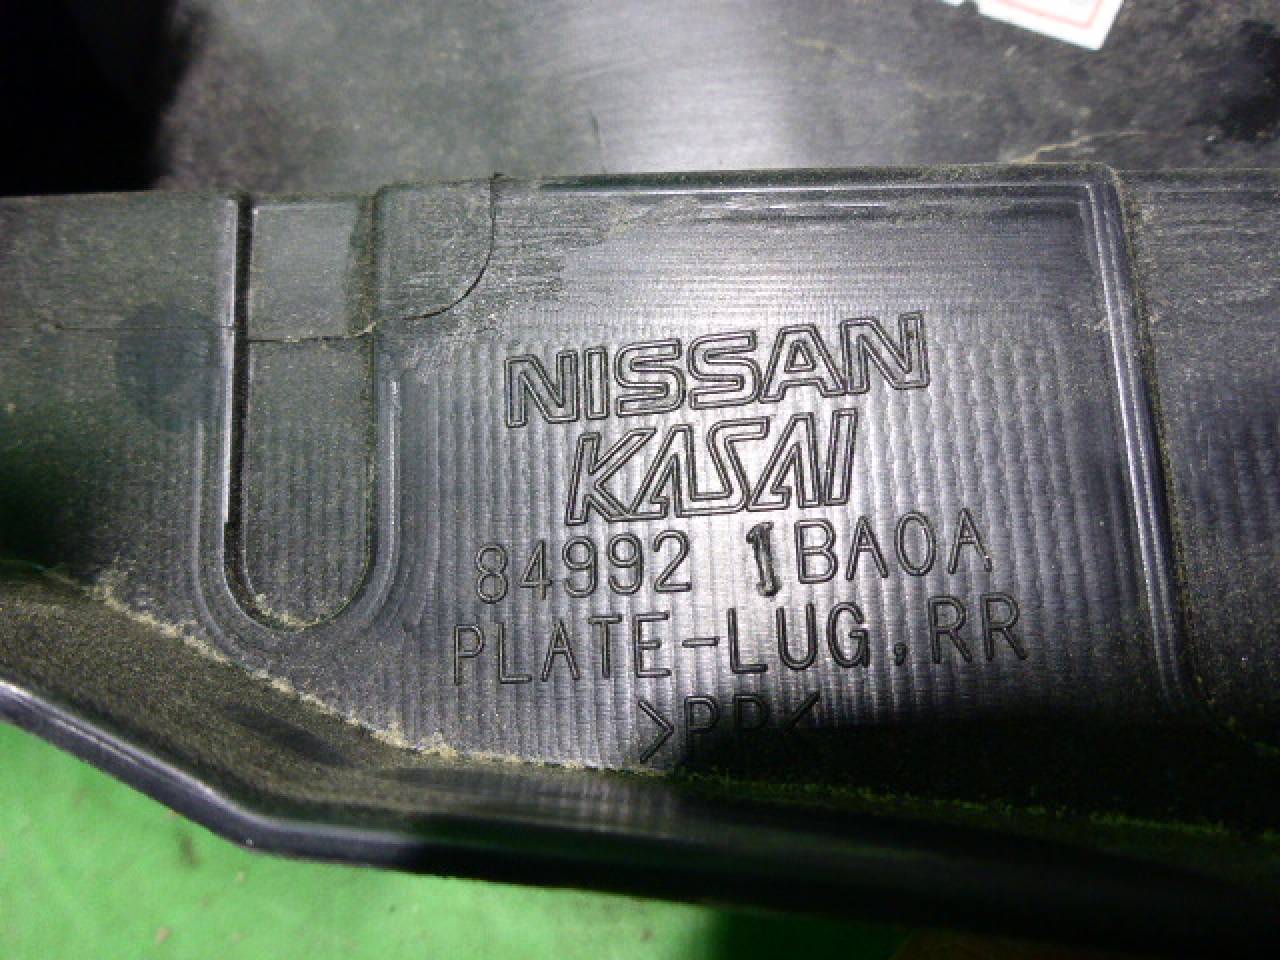 NISSAN
KASAI
84992 1BA0A
PLATE-LUG,RR
>PP<